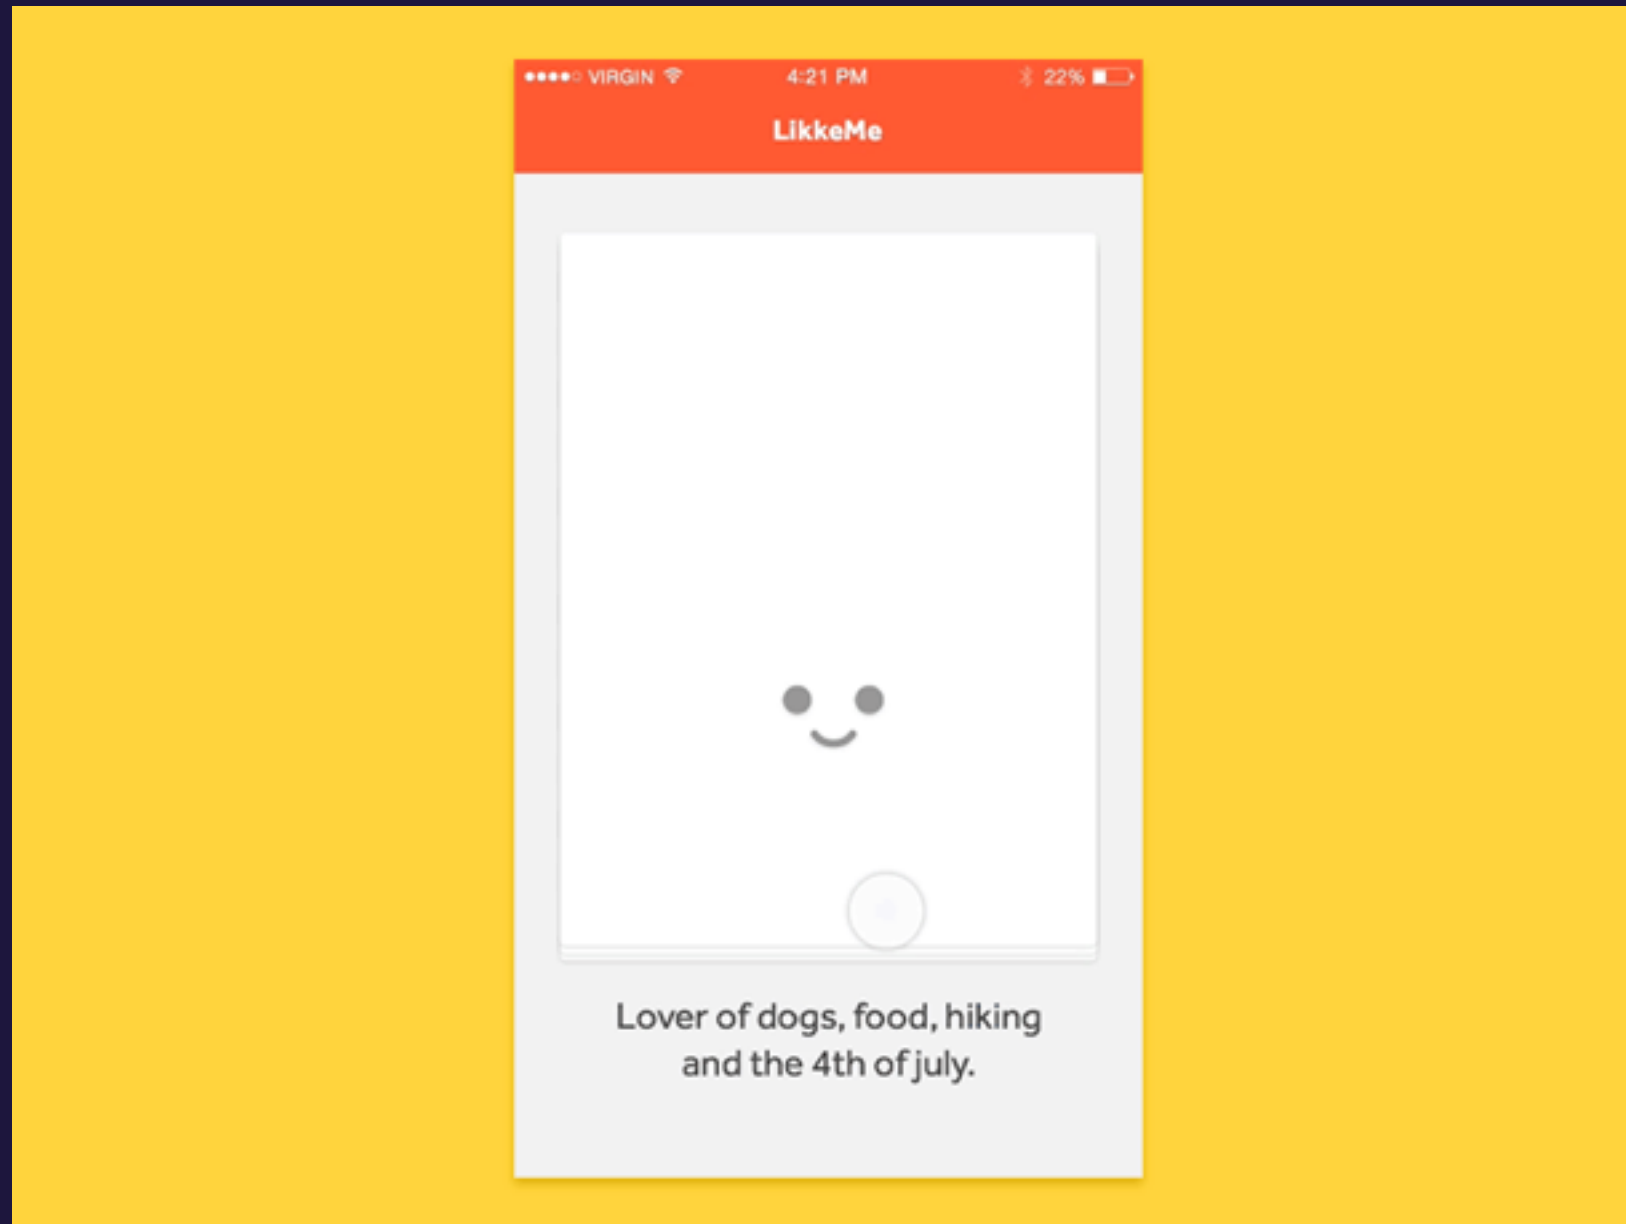 VIRGIN 4:21 PM 22%
LikkeMe
Lover of dogs, food, hiking
and the 4th of july.